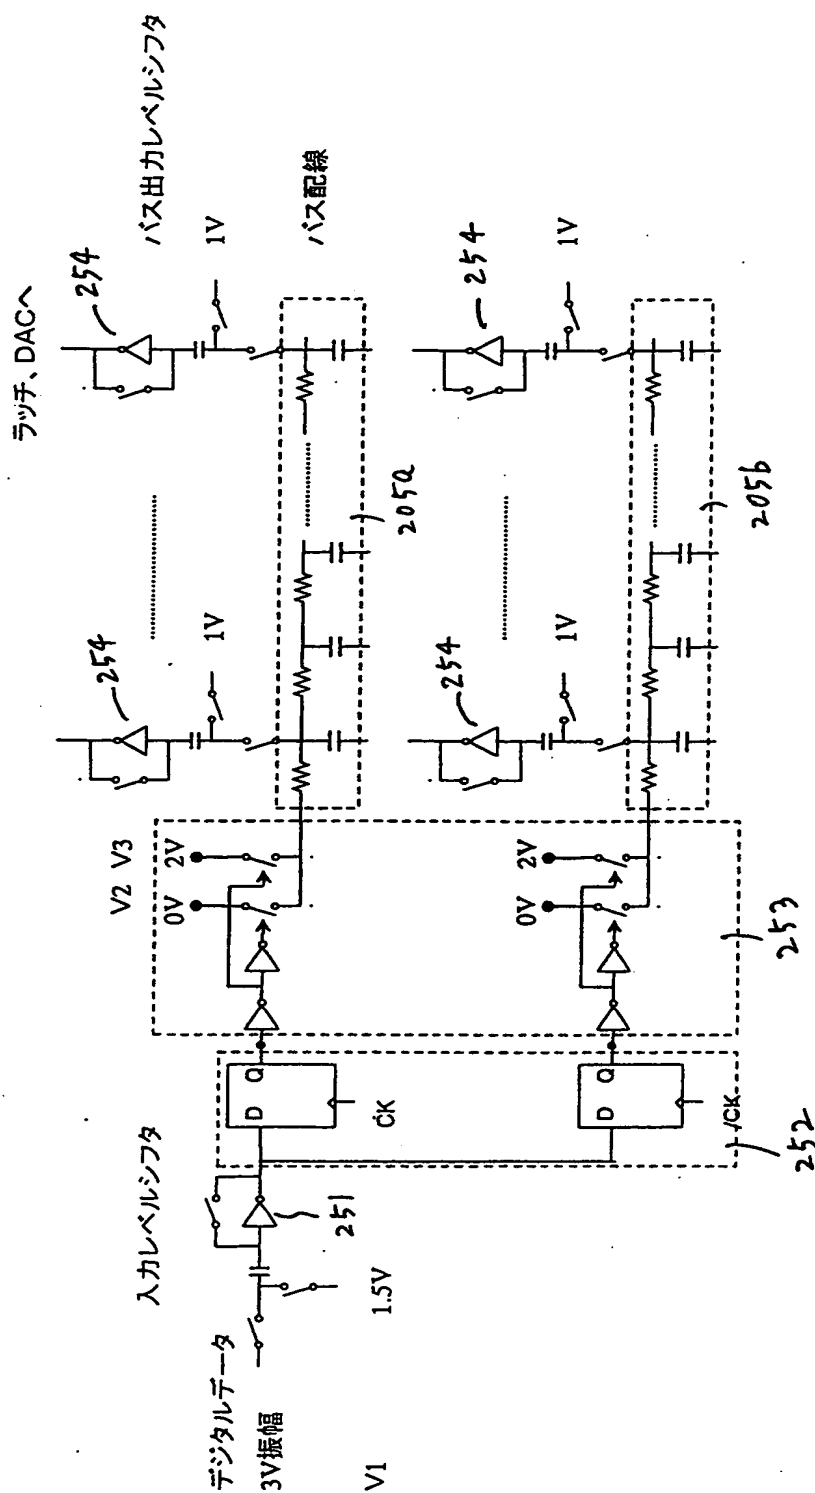 デジタルデータ
3V振幅
V1
入力レベルシフタ
1.5V
251
D Q
CK
D Q
/CK
252
V2 V3
0V 2V
0V 2V
253
254
1V
254
1V
205a
254
1V
254
1V
205b
ラッチ、DACへ
バス出力レベルシフタ
バス配線